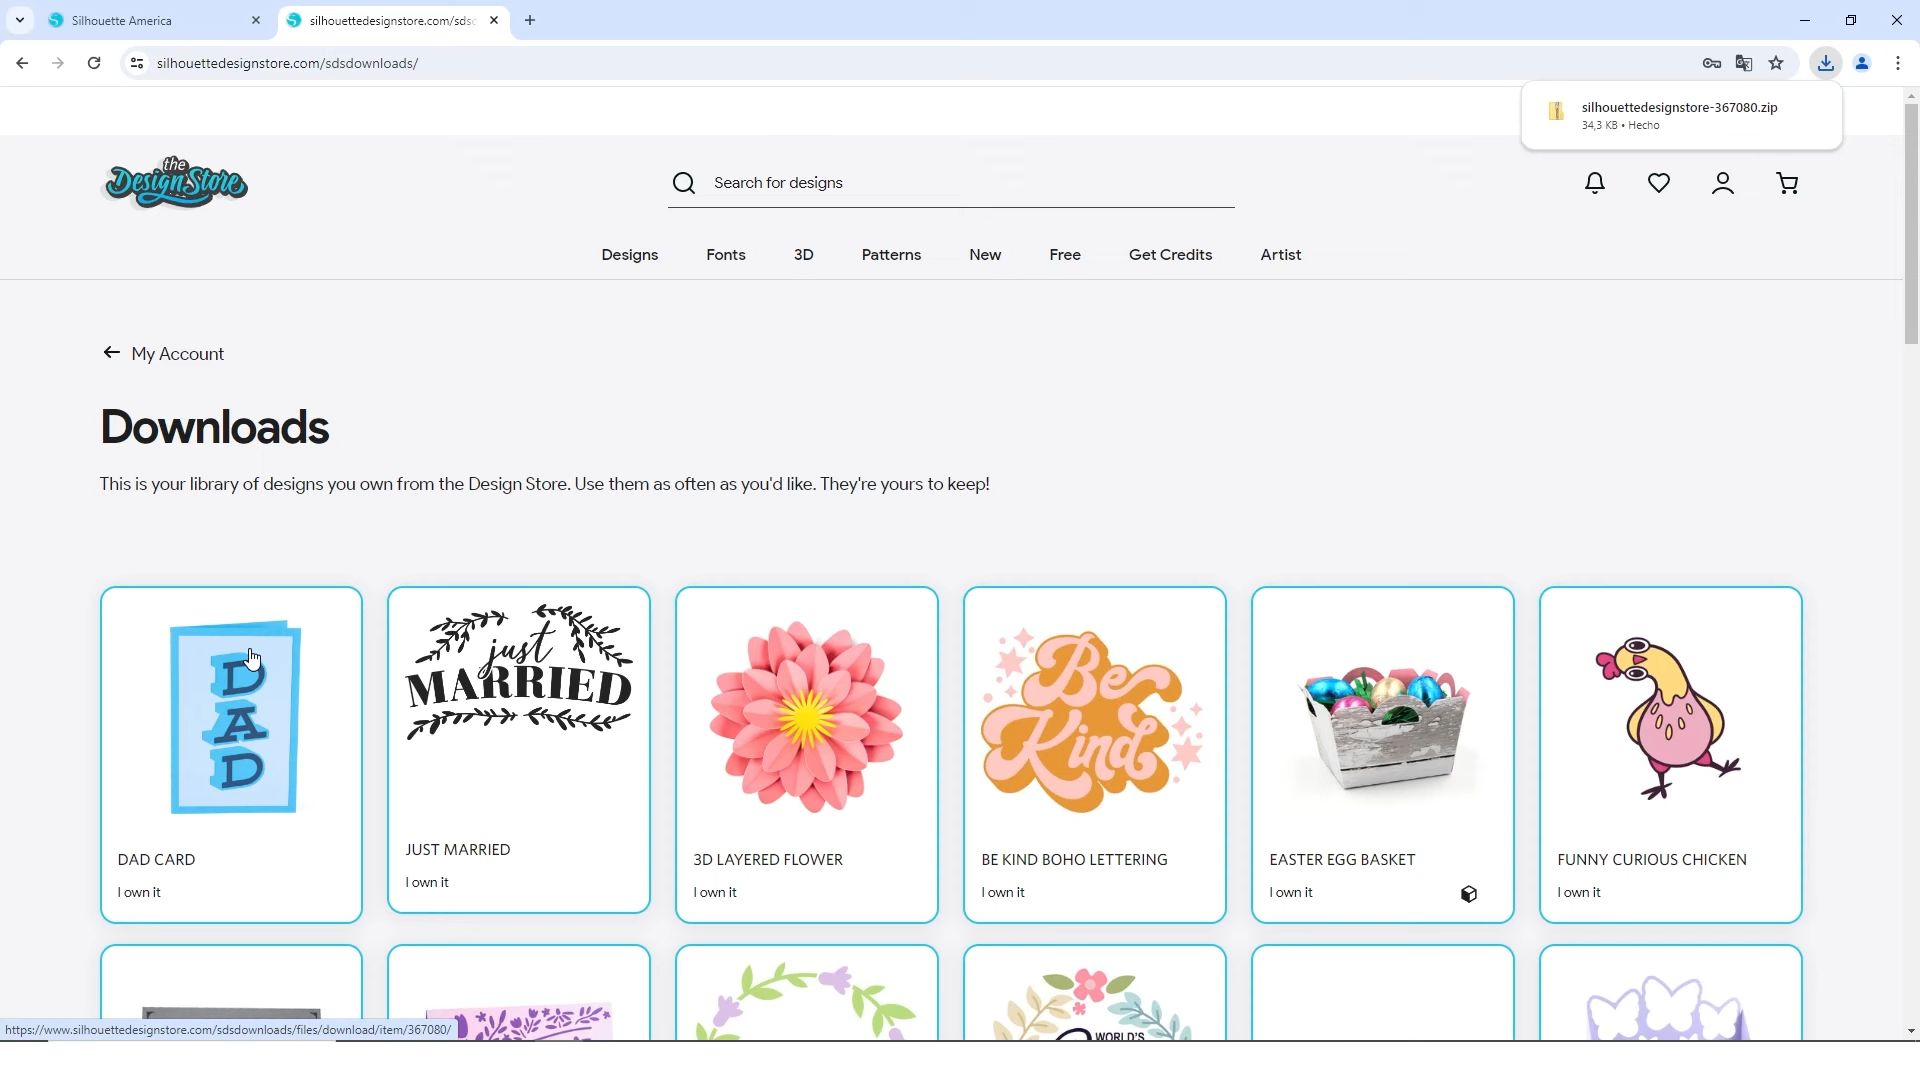 Silhouette America
silhouettedesignstore.com/sdsc
silhouettedesignstore.com/sdsdownloads/
silhouettedesignstore-367080.zip
34,3 KB • Hecho
the
Design Store
Search for designs
Designs Fonts 3D Patterns New Free Get Credits Artist
My Account
Downloads
This is your library of designs you own from the Design Store. Use them as often as you'd like. They're yours to keep!
DAD
just
MARRIED
Be
Kind
DAD CARD
I own it
JUST MARRIED
I own it
3D LAYERED FLOWER
I own it
BE KIND BOHO LETTERING
I own it
EASTER EGG BASKET
I own it
FUNNY CURIOUS CHICKEN
I own it
WORLD'S
https://www.silhouettedesignstore.com/sdsdownloads/files/download/item/367080/